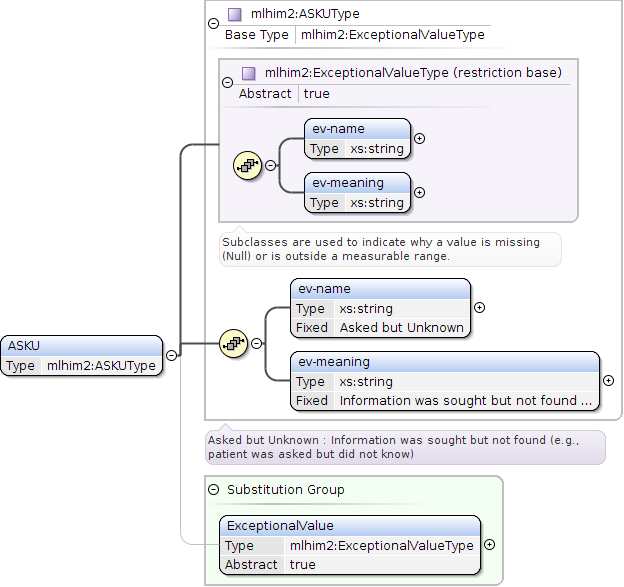 mlhim2:ASKUType
Base Type mlhim2:ExceptionalValueType
mlhim2:ExceptionalValueType (restriction base)
Abstract true
ev-name
Type xs:string
ev-meaning
Type xs:string
Subclasses are used to indicate why a value is missing
(Null) or is outside a measurable range.
ev-name
Type xs:string
Fixed Asked but Unknown
ASKU
Type mlhim2:ASKUType
ev-meaning
Type xs:string
Fixed Information was sought but not found ...
Asked but Unknown : Information was sought but not found (e.g.,
patient was asked but did not know)
Substitution Group
ExceptionalValue
Type mlhim2:ExceptionalValueType
Abstract true